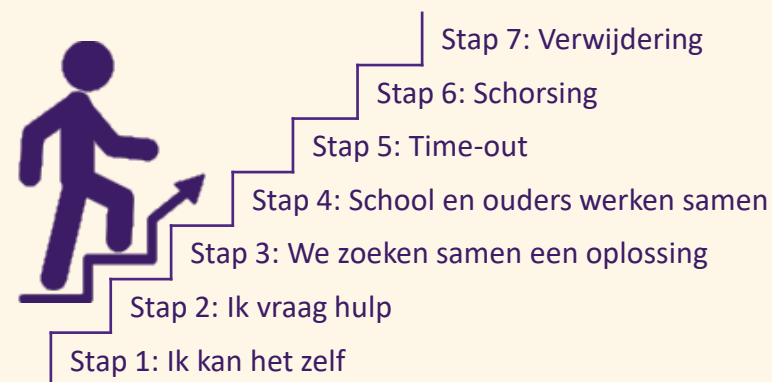 Stap 7: Verwijdering
Stap 6: Schorsing
Stap 5: Time-out
Stap 4: School en ouders werken samen
Stap 3: We zoeken samen een oplossing
Stap 2: Ik vraag hulp
Stap 1: Ik kan het zelf